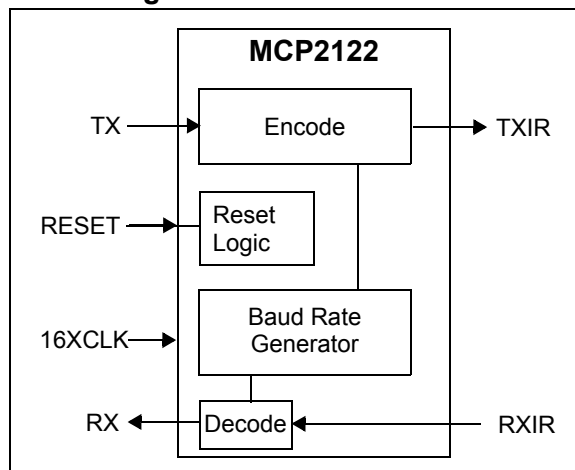 MCP2122
TX
Encode
TXIR
RESET
Reset
Logic
16XCLK
Baud Rate
Generator
RX
Decode
RXIR